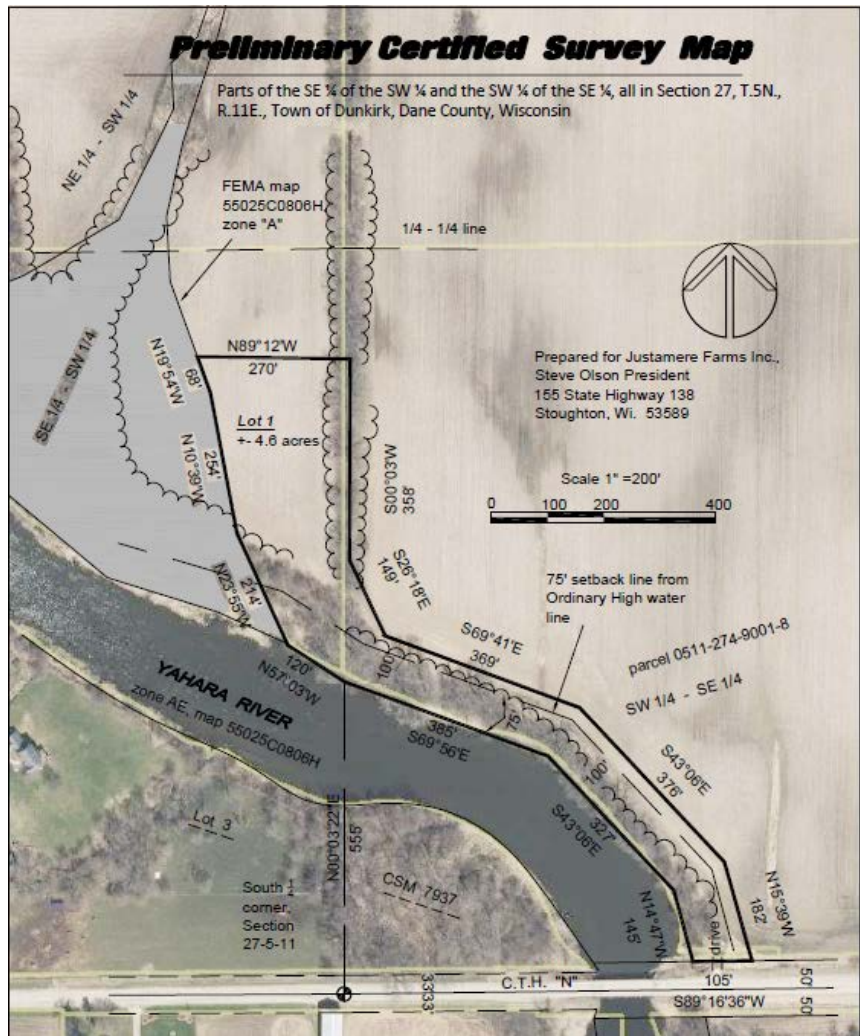 Preliminary Certified Survey Map
Parts of the SE ¼ of the SW ¼ and the SW ¼ of the SE ¼, all in Section 27, T.5N.,
R.11E., Town of Dunkirk, Dane County, Wisconsin
NE 1/4 - SW 1/4
FEMA map
55025C0806H,
zone "A"
1/4 - 1/4 line
SE 1/4 - SW 1/4
N19°54'W
68'
N89°12'W
270'
Prepared for Justamere Farms Inc.,
Steve Olson President
155 State Highway 138
Stoughton, Wi. 53589
Lot 1
+- 4.6 acres
N10°39'W
254'
S00°03'W
358'
Scale 1" =200'
0 100 200 400
S26°18'E
149'
N23°55'W
214'
75' setback line from
Ordinary High water
line
S69°41'E
369'
parcel 0511-274-9001-8
SW 1/4 - SE 1/4
120'
N57°03'W
100'
YAHARA RIVER
zone AE, map 55025C0806H
385'
S69°56'E
75'
100'
S43°06'E
376'
327'
S43°06'E
Lot 3
N00°03'22"E
555'
CSM 7937
South ½
corner,
Section
27-5-11
N14°47'W
145'
drive
N15°39'W
182'
C.T.H. "N"
105'
S89°16'36"W
33'
33'
50'
50'